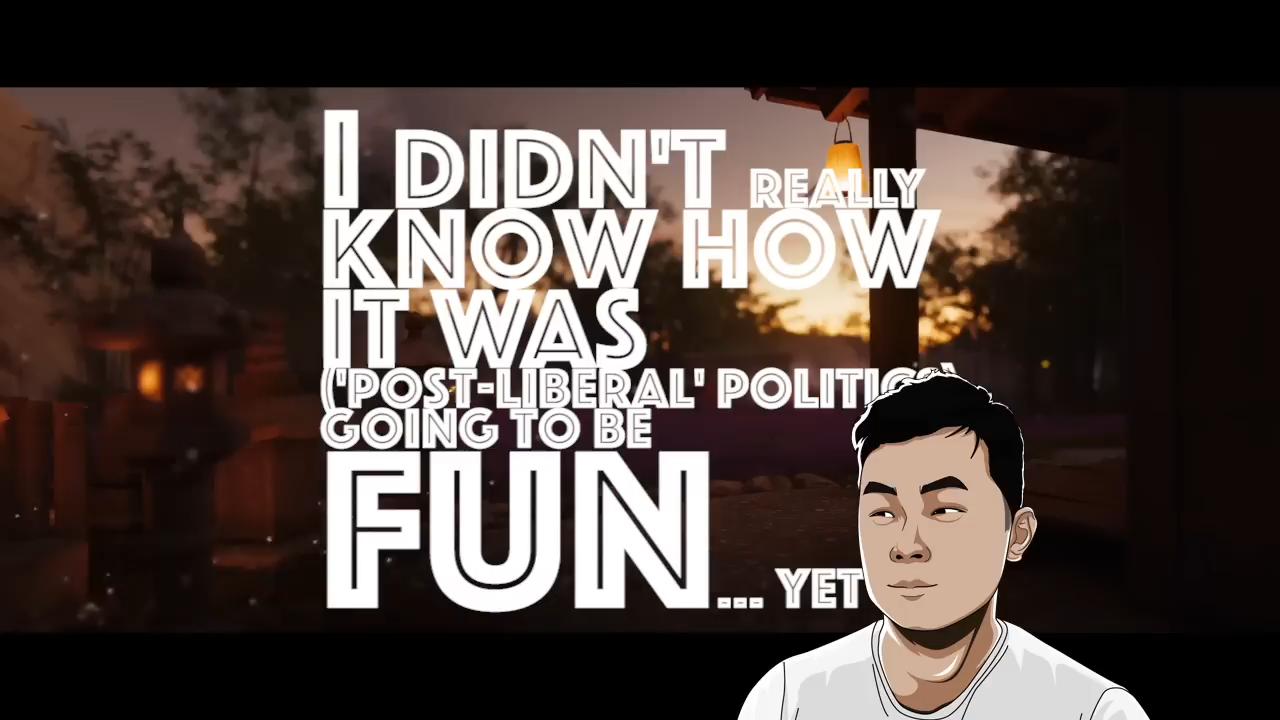 I DIDN'T REALLY
KNOW HOW
IT WAS
('POST-LIBERAL' POLITICS)
GOING TO BE
FUN... YET